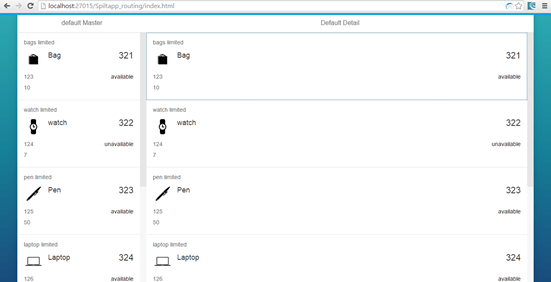 localhost:27015/Spiltapp_routing/index.html
default Master
Default Detail
bags limited
Bag
321
123
available
10
watch limited
watch
322
124
unavailable
7
pen limited
Pen
323
125
available
50
laptop limited
Laptop
324
126
available
bags limited
Bag
321
123
available
10
watch limited
watch
322
124
unavailable
7
pen limited
Pen
323
125
available
50
laptop limited
Laptop
324
126
available